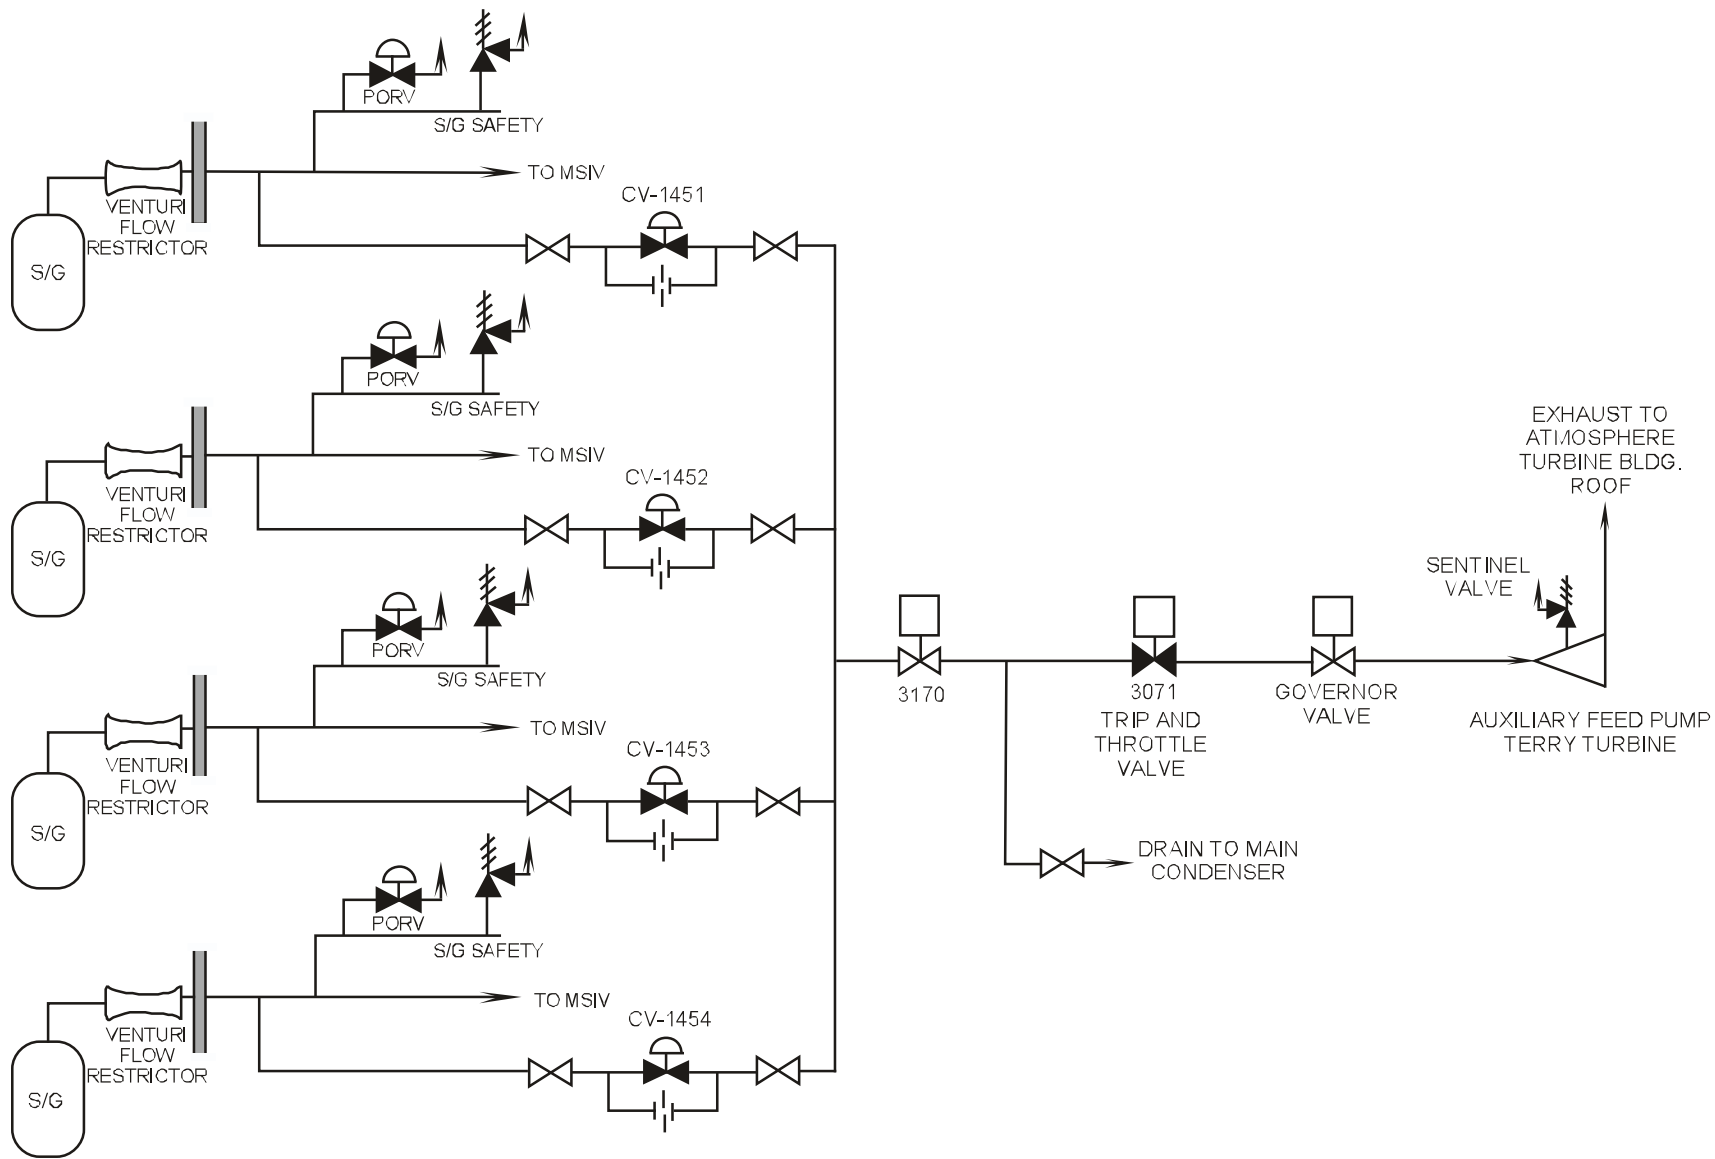 PORV
S/G SAFETY
TO MSIV
VENTURI
FLOW
RESTRICTOR
S/G
CV-1451
PORV
S/G SAFETY
TO MSIV
VENTURI
FLOW
RESTRICTOR
S/G
CV-1452
PORV
S/G SAFETY
TO MSIV
VENTURI
FLOW
RESTRICTOR
S/G
CV-1453
PORV
S/G SAFETY
TO MSIV
VENTURI
FLOW
RESTRICTOR
S/G
CV-1454
3170
3071
TRIP AND
THROTTLE
VALVE
GOVERNOR
VALVE
SENTINEL
VALVE
EXHAUST TO
ATMOSPHERE
TURBINE BLDG.
ROOF
AUXILIARY FEED PUMP
TERRY TURBINE
DRAIN TO MAIN
CONDENSER